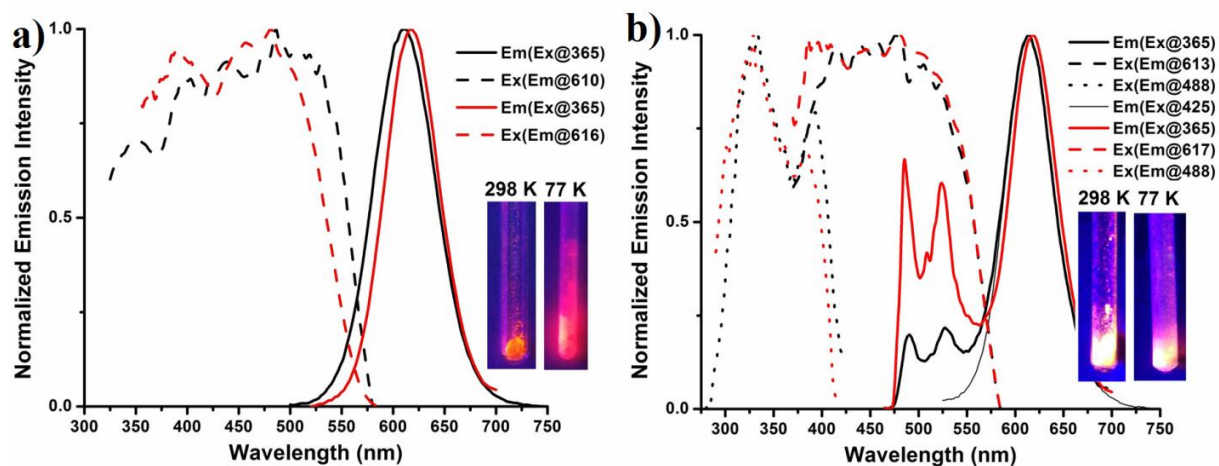 a)
Normalized Emission Intensity
1.0
0.5
0.0
Em(Ex@365)
Ex(Em@610)
Em(Ex@365)
Ex(Em@616)
298 K 77 K
300 350 400 450 500 550 600 650 700 750
Wavelength (nm)
b)
Normalized Emission Intensity
1.0
0.5
0.0
Em(Ex@365)
Ex(Em@613)
Ex(Em@488)
Em(Ex@425)
Em(Ex@365)
Ex(Em@617)
Ex(Em@488)
298 K 77 K
300 350 400 450 500 550 600 650 700 750
Wavelength (nm)